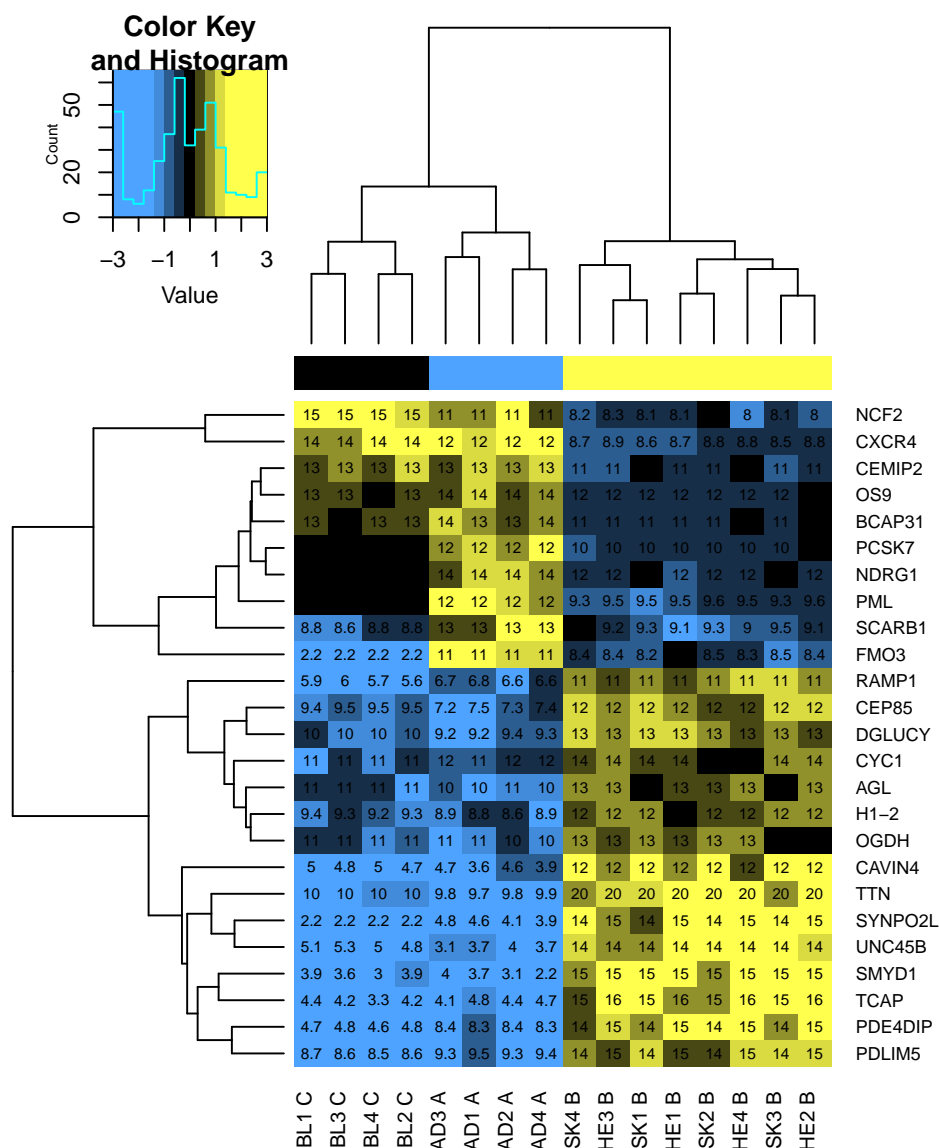 Color Key
and Histogram
Count
0 20 50
−3 −1 1 3
Value
15 15 15 15 11 11 11 11 8.2 8.3 8.1 8.1 8 8.1 8 NCF2
14 14 14 14 12 12 12 12 8.7 8.9 8.6 8.7 8.8 8.8 8.5 8.8 CXCR4
13 13 13 13 13 13 13 13 11 11 11 11 11 11 CEMIP2
13 13 13 14 14 14 14 12 12 12 12 12 12 12 OS9
13 13 13 14 13 13 14 11 11 11 11 11 11 BCAP31
12 12 12 12 10 10 10 10 10 10 10 PCSK7
14 14 14 14 12 12 12 12 12 12 NDRG1
12 12 12 12 9.3 9.5 9.5 9.5 9.6 9.5 9.3 9.6 PML
8.8 8.6 8.8 8.8 13 13 13 13 9.2 9.3 9.1 9.3 9 9.5 9.1 SCARB1
2.2 2.2 2.2 2.2 11 11 11 11 8.4 8.4 8.2 8.5 8.3 8.5 8.4 FMO3
5.9 6 5.7 5.6 6.7 6.8 6.6 6.6 11 11 11 11 11 11 11 11 RAMP1
9.4 9.5 9.5 9.5 7.2 7.5 7.3 7.4 12 12 12 12 12 12 12 12 CEP85
10 10 10 10 9.2 9.2 9.4 9.3 13 13 13 13 13 13 13 13 DGLUCY
11 11 11 11 12 11 12 12 14 14 14 14 14 14 CYC1
11 11 11 11 10 10 11 10 13 13 13 13 13 13 AGL
9.4 9.3 9.2 9.3 8.9 8.8 8.6 8.9 12 12 12 12 12 12 12 H1−2
11 11 11 11 11 11 10 10 13 13 13 13 13 13 OGDH
5 4.8 5 4.7 4.7 3.6 4.6 3.9 12 12 12 12 12 12 12 12 CAVIN4
10 10 10 10 9.8 9.7 9.8 9.9 20 20 20 20 20 20 20 20 TTN
2.2 2.2 2.2 2.2 4.8 4.6 4.1 3.9 14 15 14 15 14 15 14 15 SYNPO2L
5.1 5.3 5 4.8 3.1 3.7 4 3.7 14 14 14 14 14 14 14 14 UNC45B
3.9 3.6 3 3.9 4 3.7 3.1 2.2 15 15 15 15 15 15 15 15 SMYD1
4.4 4.2 3.3 4.2 4.1 4.8 4.4 4.7 15 16 15 16 15 16 15 16 TCAP
4.7 4.8 4.6 4.8 8.4 8.3 8.4 8.3 14 15 14 15 14 15 14 15 PDE4DIP
8.7 8.6 8.5 8.6 9.3 9.5 9.3 9.4 14 15 14 15 14 15 14 15 PDLIM5
BL1 C
BL3 C
BL4 C
BL2 C
AD3 A
AD1 A
AD2 A
AD4 A
SK4 B
HE3 B
SK1 B
HE1 B
SK2 B
HE4 B
SK3 B
HE2 B